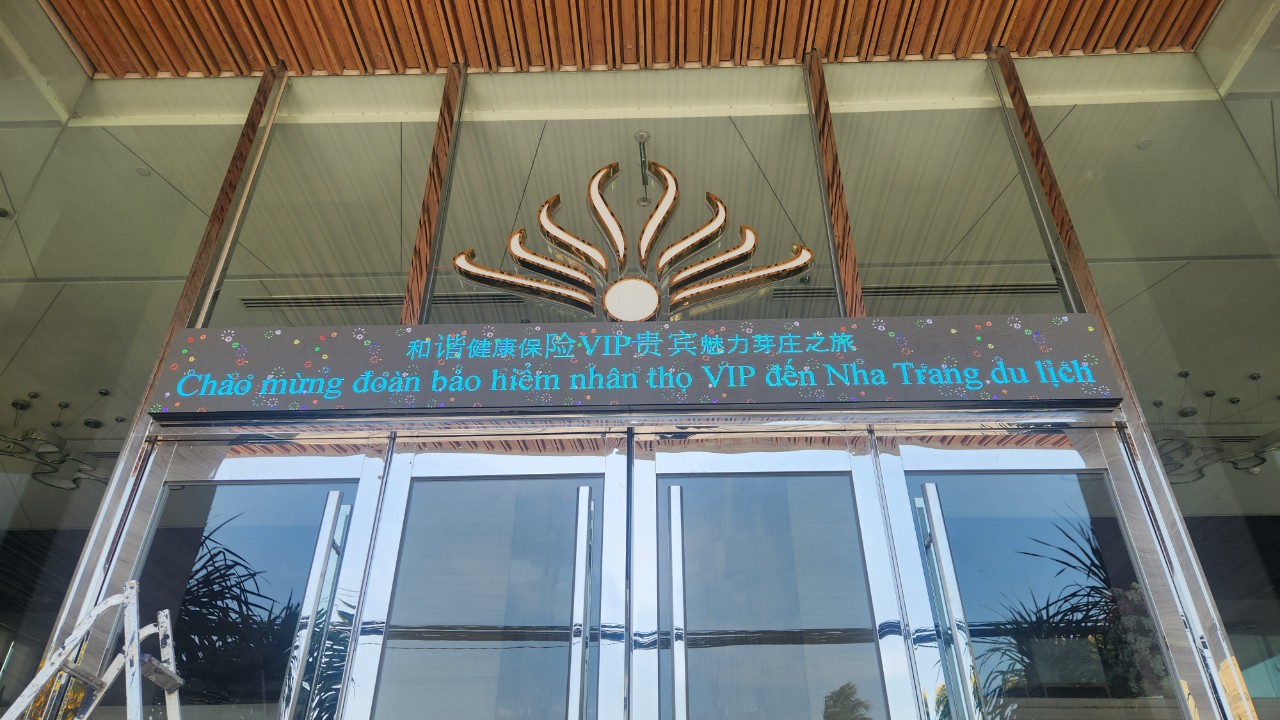 和谐健康保险VIP贵宾魅力芽庄之旅
Chào mừng đoàn bảo hiểm nhân thọ VIP đến Nha Trang du lịch